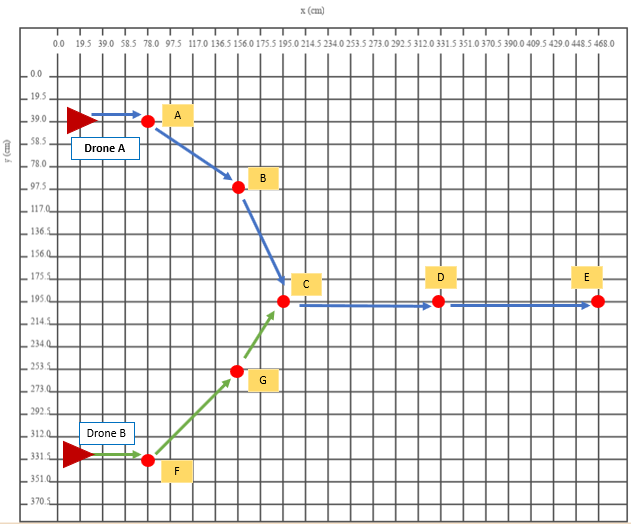 x (cm)
0.0 19.5 39.0 58.5 78.0 97.5 117.0 136.5 156.0 175.5 195.0 214.5 234.0 253.5 273.0 292.5 312.0 331.5 351.0 370.5 390.0 409.5 429.0 448.5 468.0
y (cm)
0.0
19.5
39.0
A
Drone A
58.5
78.0
B
97.5
117.0
136.5
156.0
175.5
C
D
E
195.0
214.5
234.0
253.5
G
273.0
292.5
312.0
Drone B
331.5
F
351.0
370.5